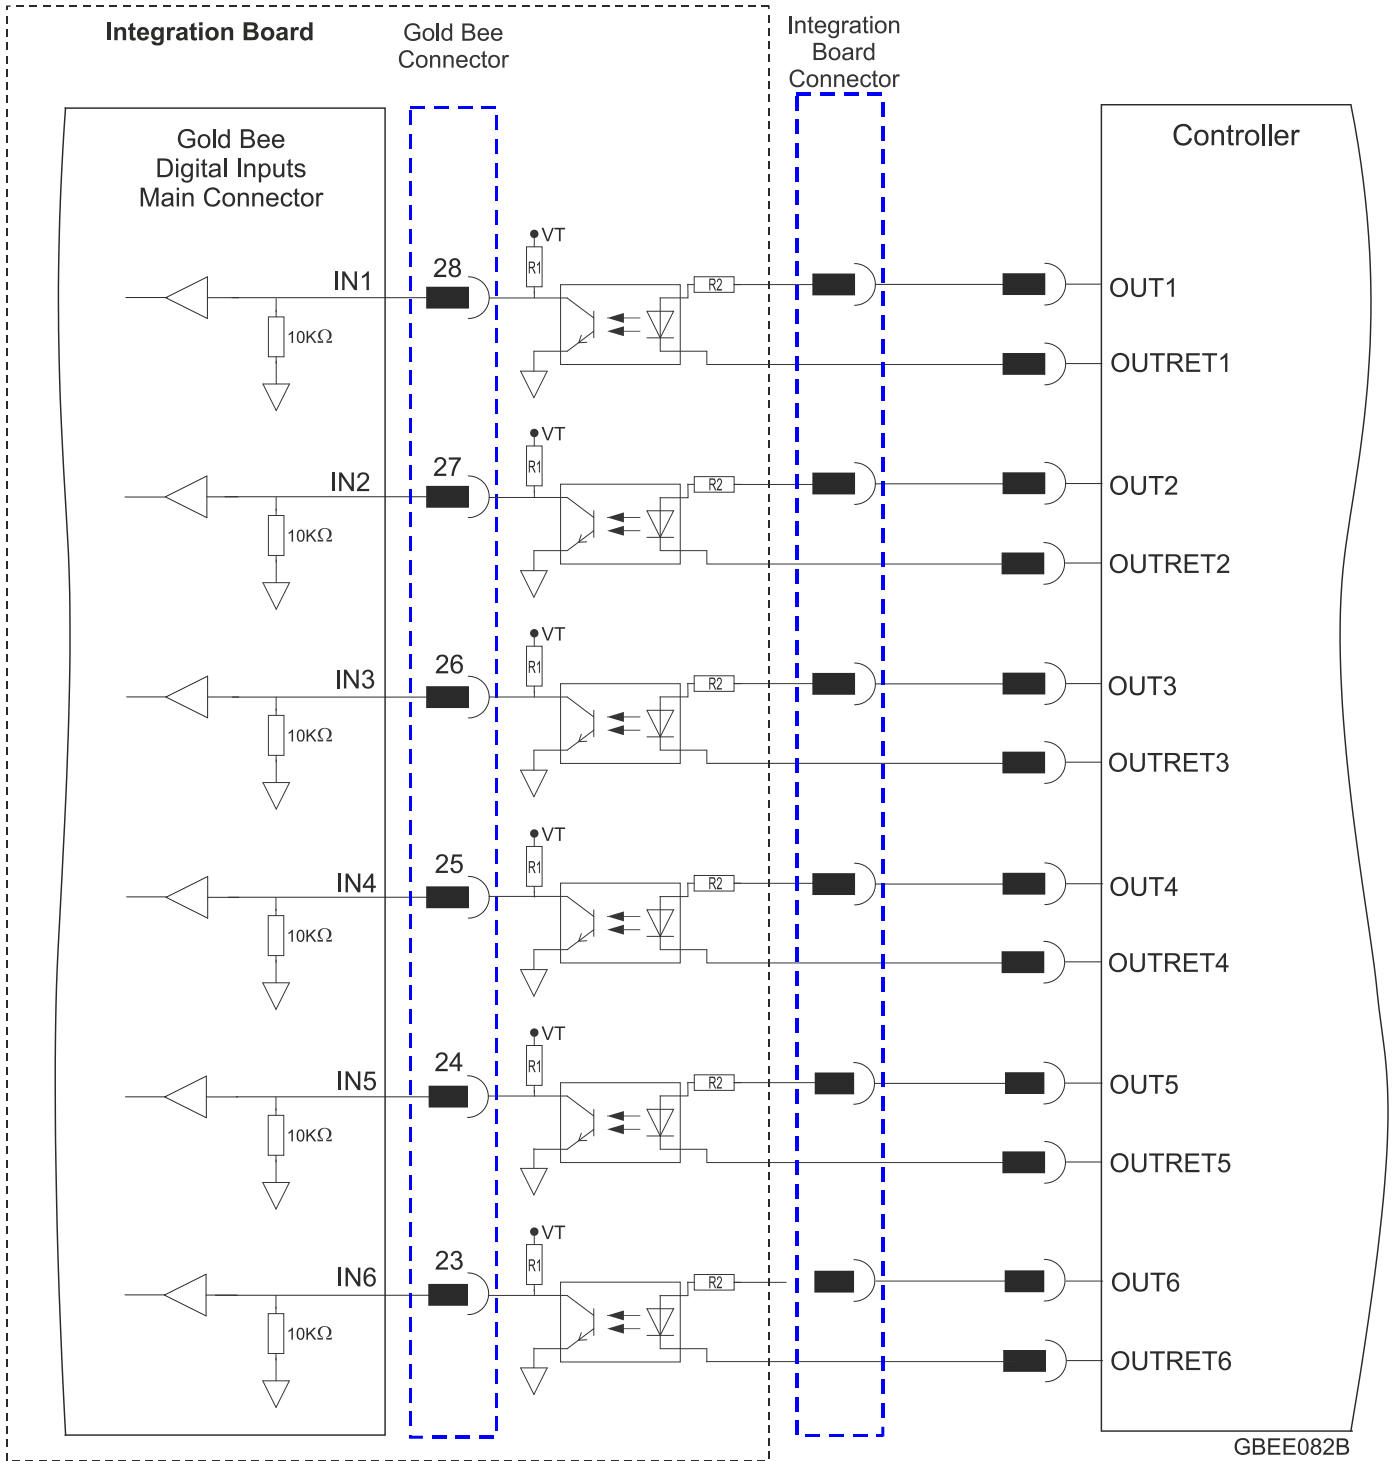 Integration Board
Gold Bee
Connector
Integration
Board
Connector
Gold Bee
Digital Inputs
Main Connector
Controller
VT
R1
28
IN1
10KΩ
R2
OUT1
OUTRET1
VT
R1
27
IN2
10KΩ
R2
OUT2
OUTRET2
VT
R1
26
IN3
10KΩ
R2
OUT3
OUTRET3
VT
R1
25
IN4
10KΩ
R2
OUT4
OUTRET4
VT
R1
24
IN5
10KΩ
R2
OUT5
OUTRET5
VT
R1
23
IN6
10KΩ
R2
OUT6
OUTRET6
GBEE082B